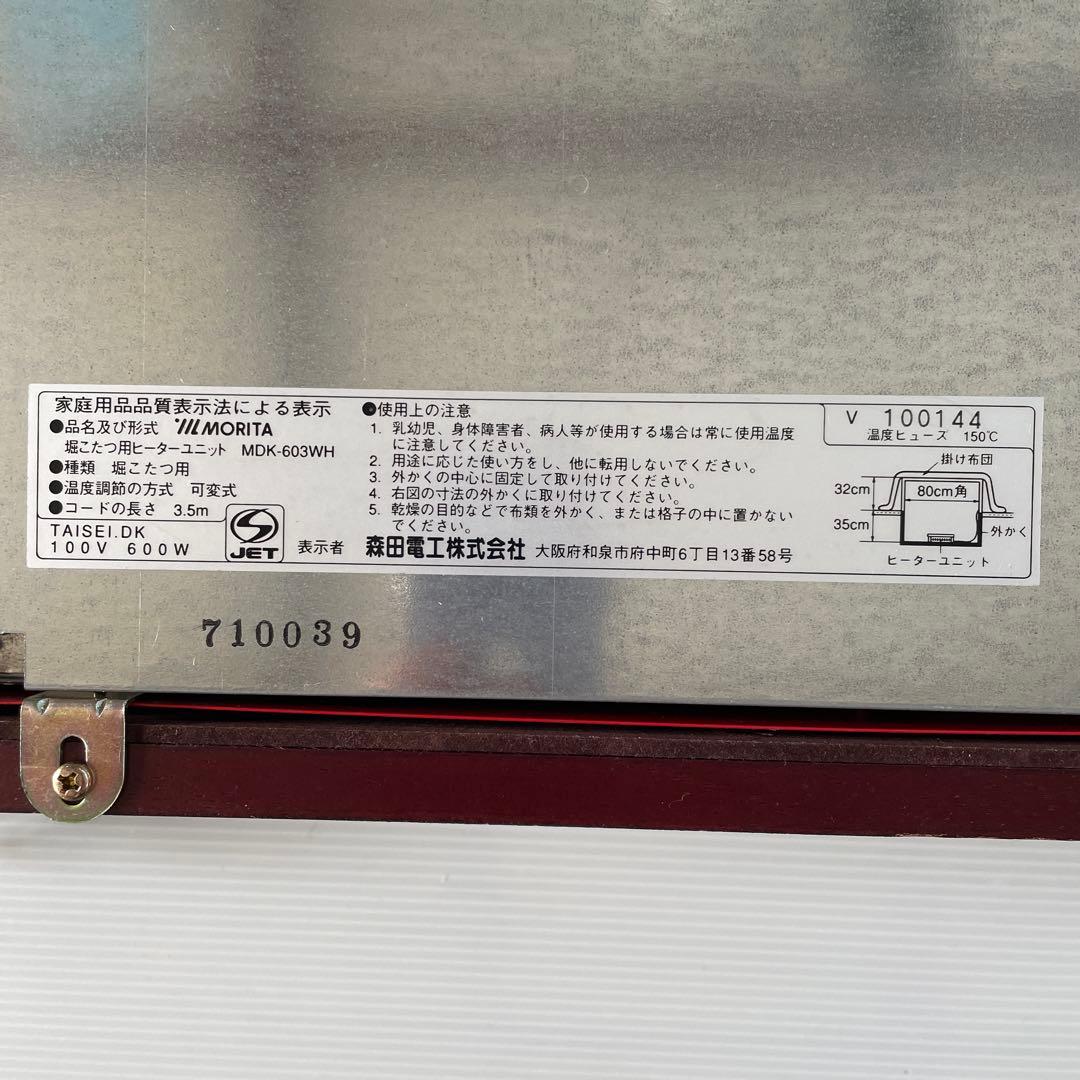 家庭用品品質表示法による表示
●品名及び形式 MORITA
堀こたつ用ヒーターユニット MDK-603WH
●種類 堀こたつ用
●温度調節の方式 可変式
●コードの長さ 3.5m
TAISEI.DK
100V 600W
JET
●使用上の注意
1. 乳幼児、身体障害者、病人等が使用する場合は常に使用温度
に注意してください。
2. 用途に応じた使い方をし、他に転用しないでください。
3. 外かくの中心に固定して取り付けてください。
4. 右図の寸法の外かくに取り付けてください。
5. 乾燥の目的などで布類を外かく、または格子の中に置かない
でください。
表示者 森田電工株式会社 大阪府和泉市府中町6丁目13番58号
V 100144
温度ヒューズ 150℃
掛け布団
32cm
80cm角
35cm
外かく
ヒーターユニット
710039